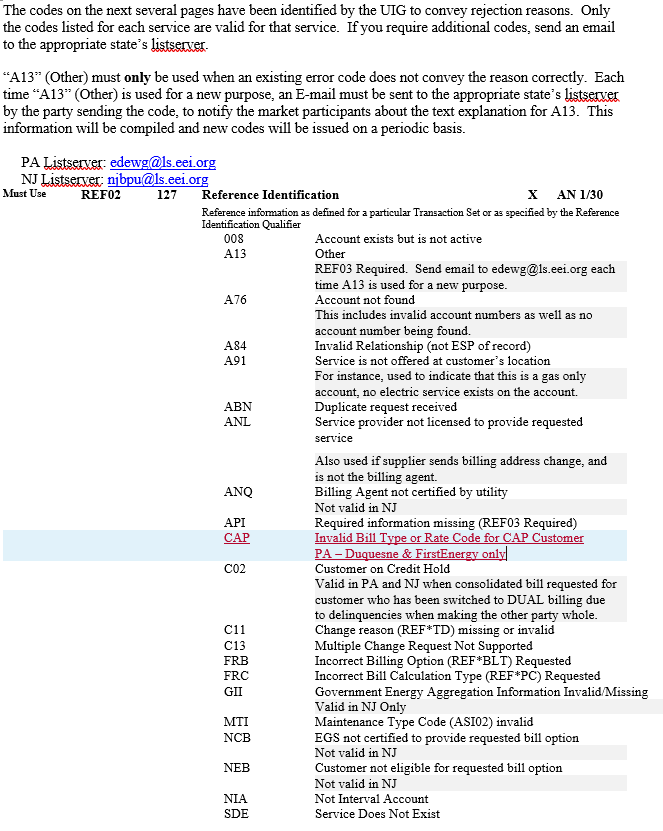 The codes on the next several pages have been identified by the UIG to convey rejection reasons.  Only
the codes listed for each service are valid for that service.  If you require additional codes, send an email
to the appropriate state's listserver.
"A13" (Other) must only be used when an existing error code does not convey the reason correctly.  Each
time "A13" (Other) is used for a new purpose, an E-mail must be sent to the appropriate state's listserver
by the party sending the code, to notify the market participants about the text explanation for A13.  This
information will be compiled and new codes will be issued on a periodic basis.
PA Listserver: edewg@ls.eei.org
NJ Listserver: njbpu@ls.eei.org
Must Use REF02 127 Reference Identification X AN 1/30
Reference information as defined for a particular Transaction Set or as specified by the Reference
Identification Qualifier
008 Account exists but is not active
A13 Other
REF03 Required.  Send email to edewg@ls.eei.org each
time A13 is used for a new purpose.
A76 Account not found
This includes invalid account numbers as well as no
account number being found.
A84 Invalid Relationship (not ESP of record)
A91 Service is not offered at customer's location
For instance, used to indicate that this is a gas only
account, no electric service exists on the account.
ABN Duplicate request received
ANL Service provider not licensed to provide requested
service
Also used if supplier sends billing address change, and
is not the billing agent.
ANQ Billing Agent not certified by utility
Not valid in NJ
API Required information missing (REF03 Required)
CAP Invalid Bill Type or Rate Code for CAP Customer
PA – Duquesne & FirstEnergy only
C02 Customer on Credit Hold
Valid in PA and NJ when consolidated bill requested for
customer who has been switched to DUAL billing due
to delinquencies when making the other party whole.
C11 Change reason (REF*TD) missing or invalid
C13 Multiple Change Request Not Supported
FRB Incorrect Billing Option (REF*BLT) Requested
FRC Incorrect Bill Calculation Type (REF*PC) Requested
GII Government Energy Aggregation Information Invalid/Missing
Valid in NJ Only
MTI Maintenance Type Code (ASI02) invalid
NCB EGS not certified to provide requested bill option
Not valid in NJ
NEB Customer not eligible for requested bill option
Not valid in NJ
NIA Not Interval Account
SDE Service Does Not Exist